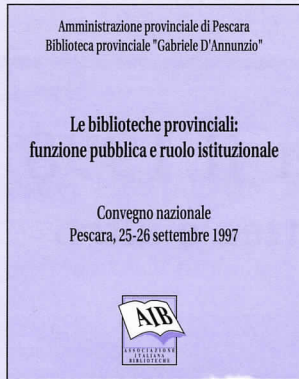 Amministrazione provinciale di Pescara
Biblioteca provinciale "Gabriele D'Annunzio"
Le biblioteche provinciali:
funzione pubblica e ruolo istituzionale
Convegno nazionale
Pescara, 25-26 settembre 1997
AIB
ASSOCIAZIONE
ITALIANA
BIBLIOTECHE